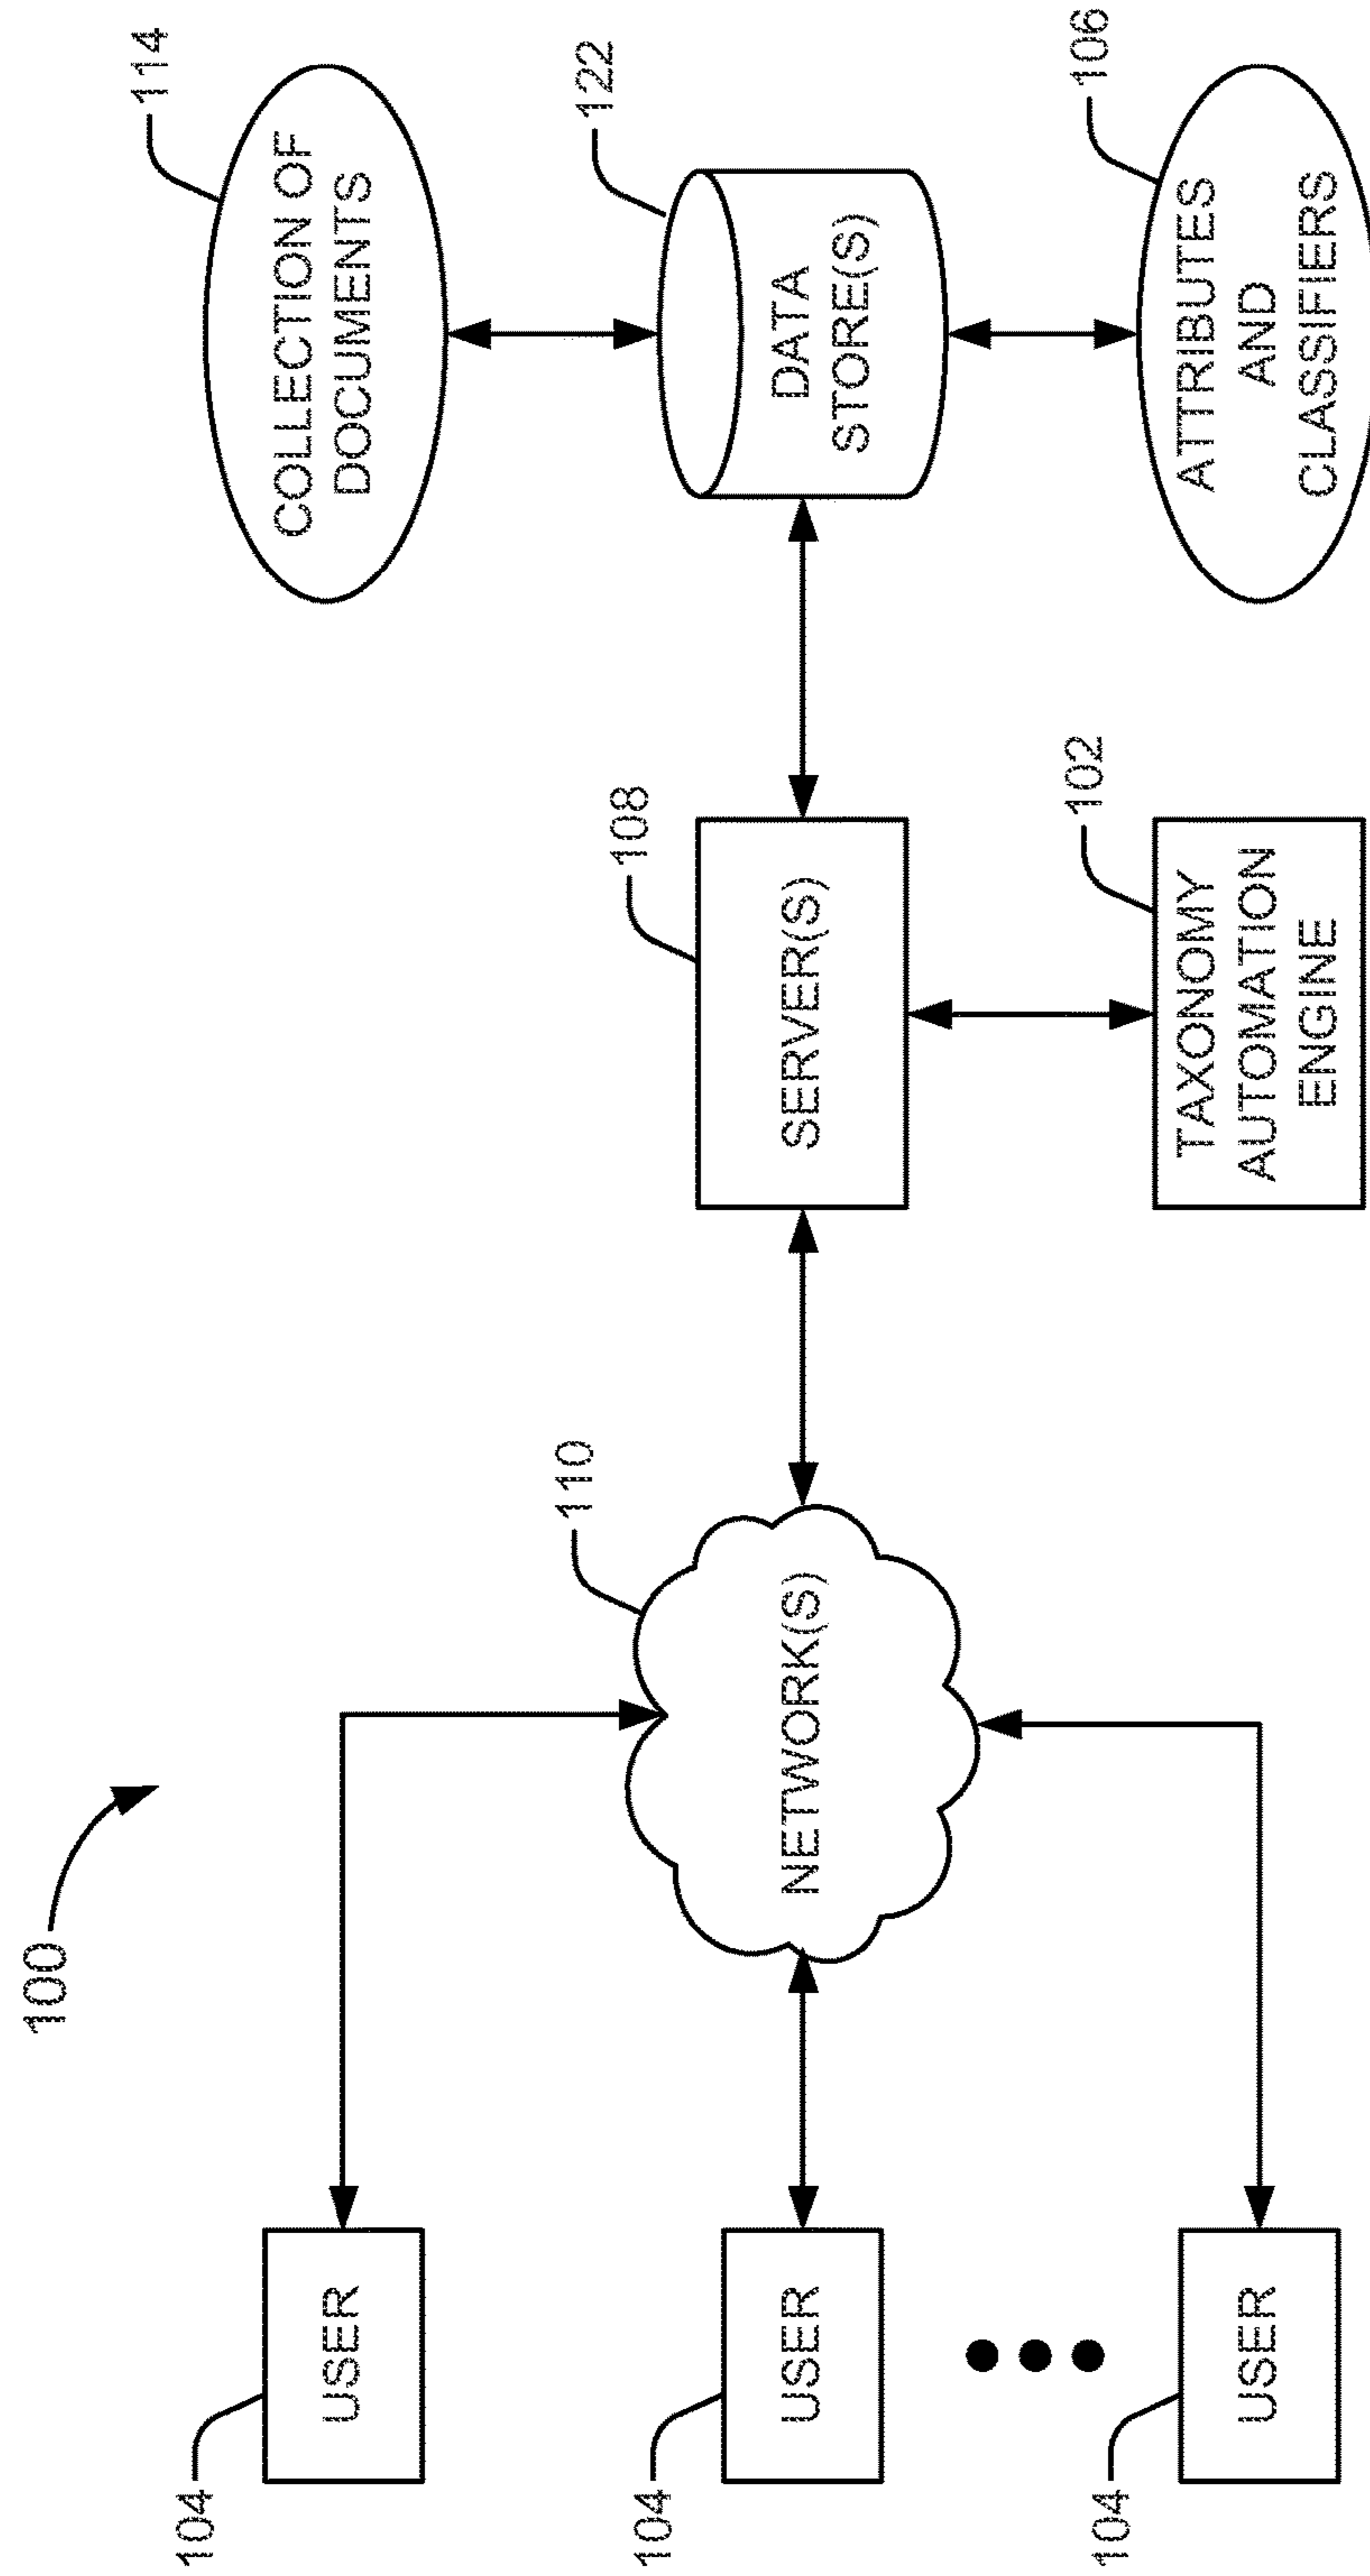 100
104
USER
104
USER
104
USER
110
NETWORK(S)
108
SERVER(S)
102
TAXONOMY
AUTOMATION
ENGINE
114
COLLECTION OF
DOCUMENTS
122
DATA
STORE(S)
106
ATTRIBUTES
AND
CLASSIFIERS